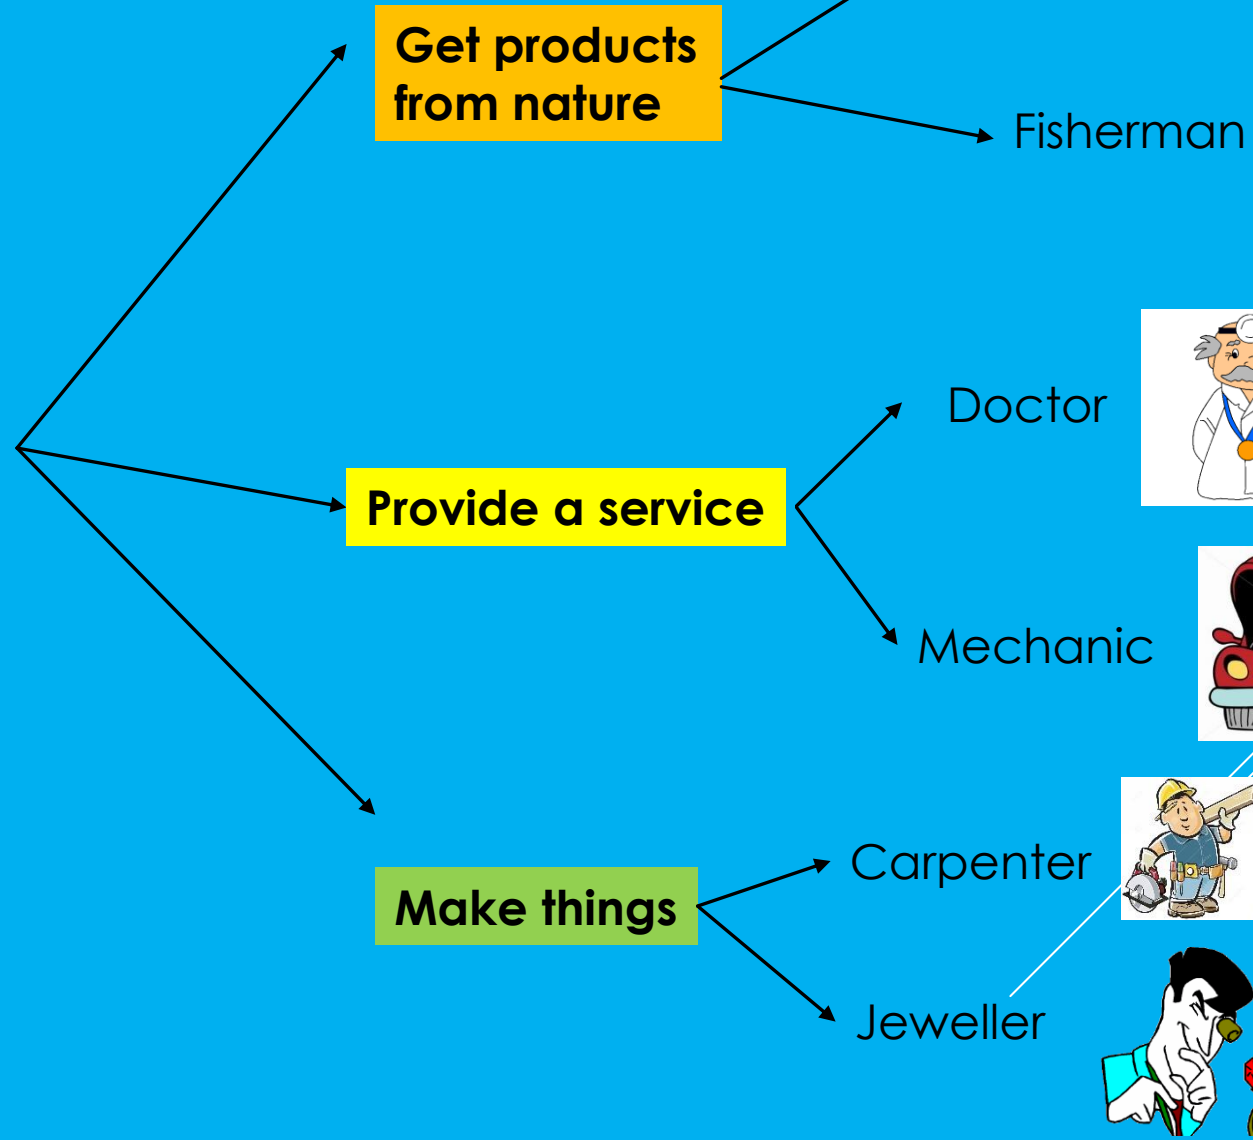 Get products
from nature
Fisherman
Doctor
Provide a service
Mechanic
Carpenter
Make things
Jeweller